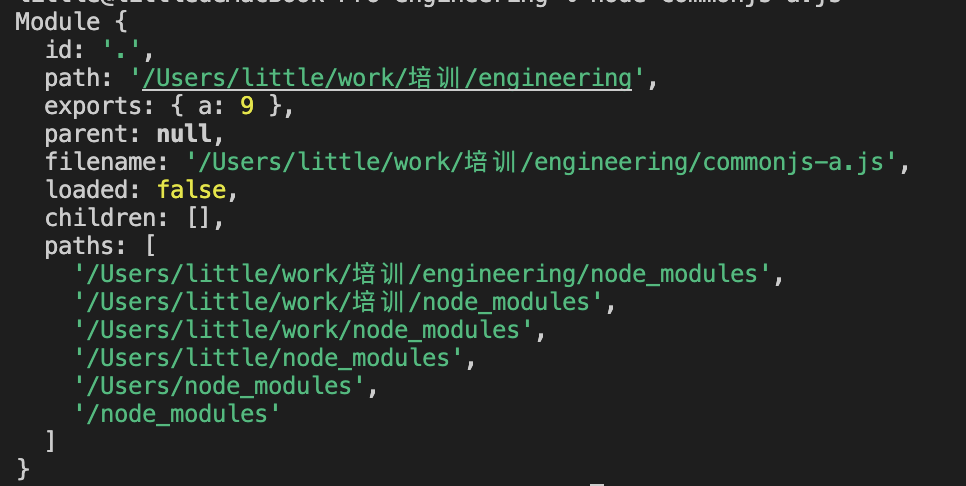 Module {
  id: '.',
  path: '/Users/little/work/培训/engineering',
  exports: { a: 9 },
  parent: null,
  filename: '/Users/little/work/培训/engineering/commonjs-a.js',
  loaded: false,
  children: [],
  paths: [
    '/Users/little/work/培训/engineering/node_modules',
    '/Users/little/work/培训/node_modules',
    '/Users/little/work/node_modules',
    '/Users/little/node_modules',
    '/Users/node_modules',
    '/node_modules'
  ]
}